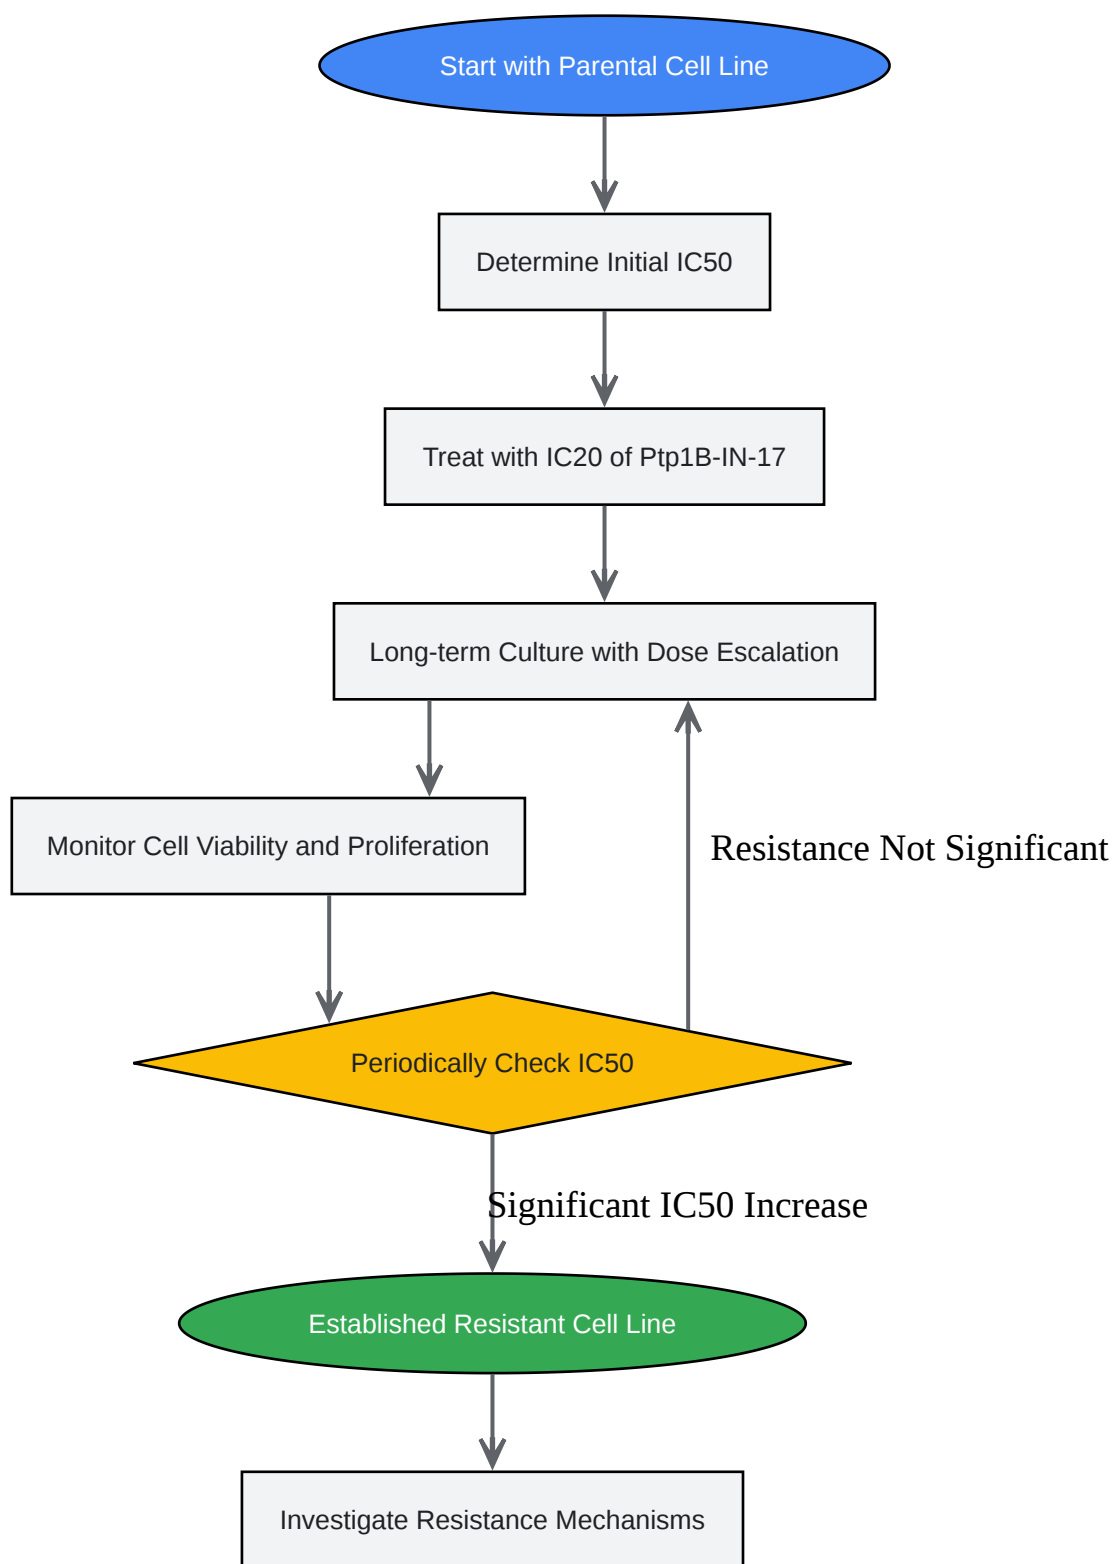 Start with Parental Cell Line
Determine Initial IC50
Treat with IC20 of Ptp1B-IN-17
Long-term Culture with Dose Escalation
Monitor Cell Viability and Proliferation
Resistance Not Significant
Periodically Check IC50
Significant IC50 Increase
Established Resistant Cell Line
Investigate Resistance Mechanisms